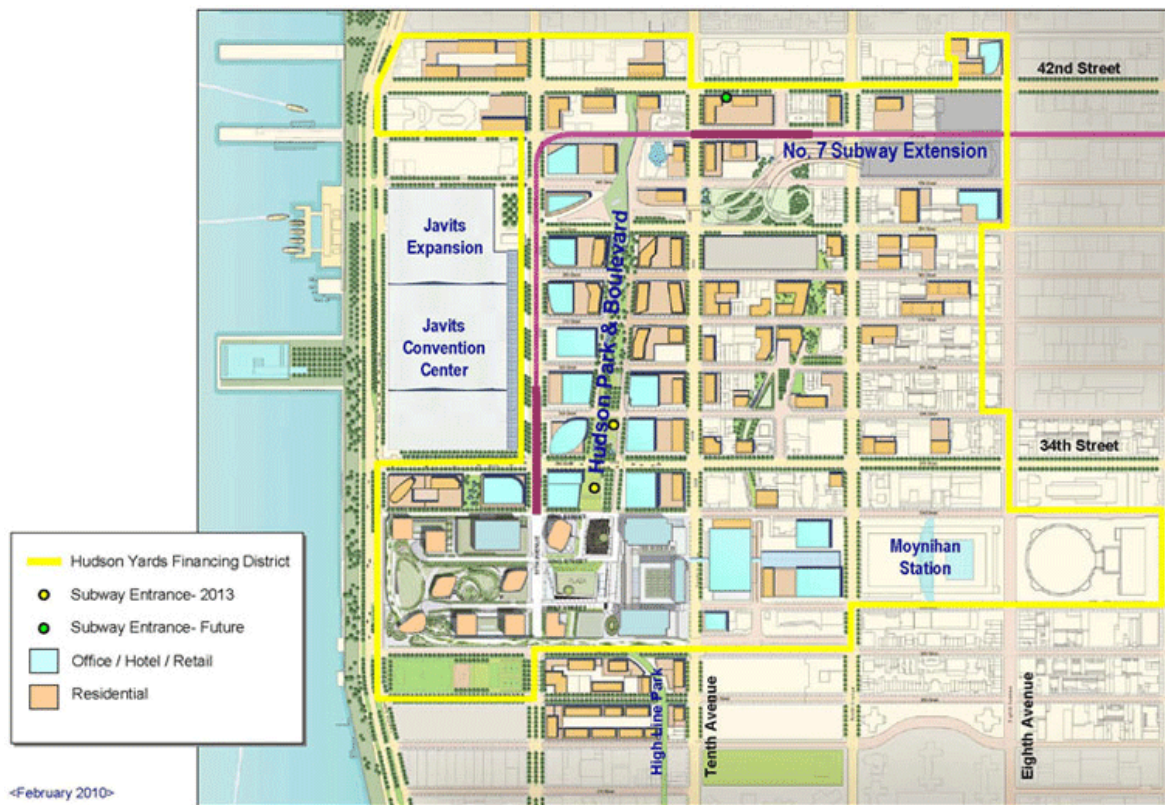 42nd Street
No. 7 Subway Extension
Javits
Expansion
Hudson Park & Boulevard
Javits
Convention
Center
34th Street
Moynihan
Station
PLAZA
High Line Park
Tenth Avenue
Eighth Avenue
Hudson Yards Financing District
Subway Entrance- 2013
Subway Entrance- Future
Office / Hotel / Retail
Residential
<February 2010>